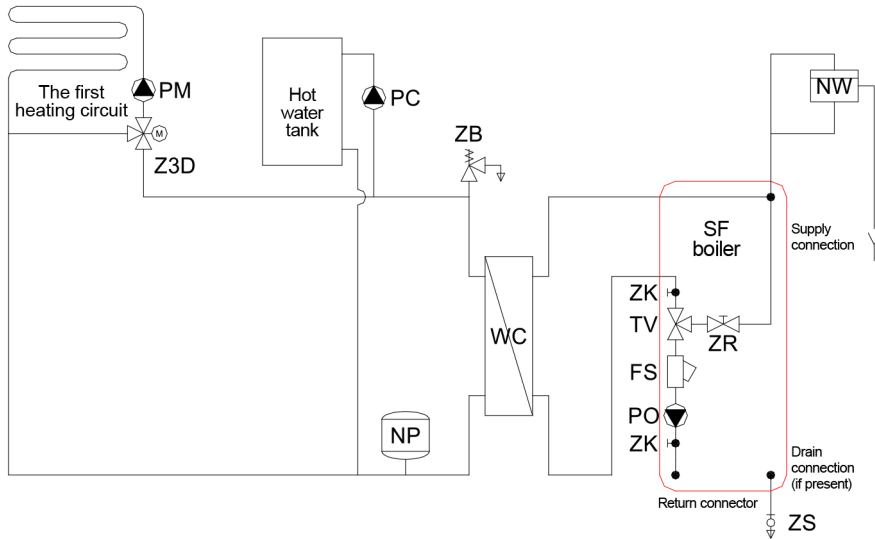 The first
heating circuit
PM
M
Z3D
Hot
water
tank
PC
ZB
NW
SF
boiler
Supply
connection
ZK
TV
ZR
WC
FS
PO
NP
ZK
Drain
connection
(if present)
Return connector
ZS